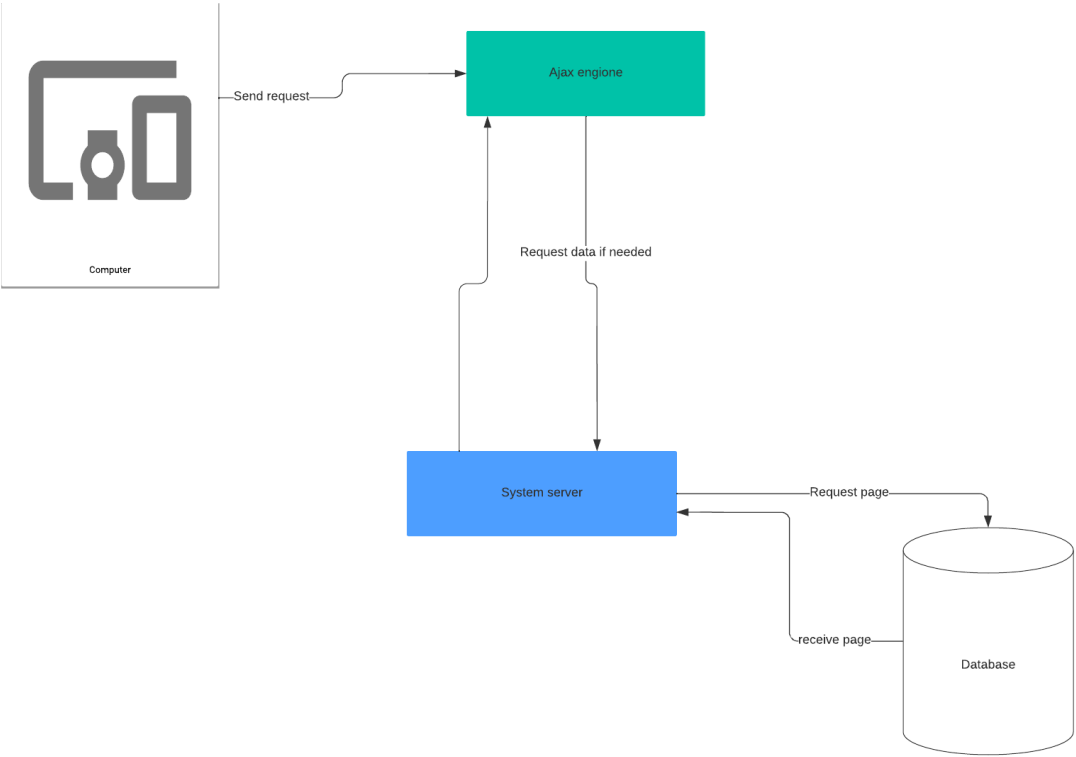 Ajax engione
Send request
Request data if needed
Computer
System server
Request page
receive page
Database